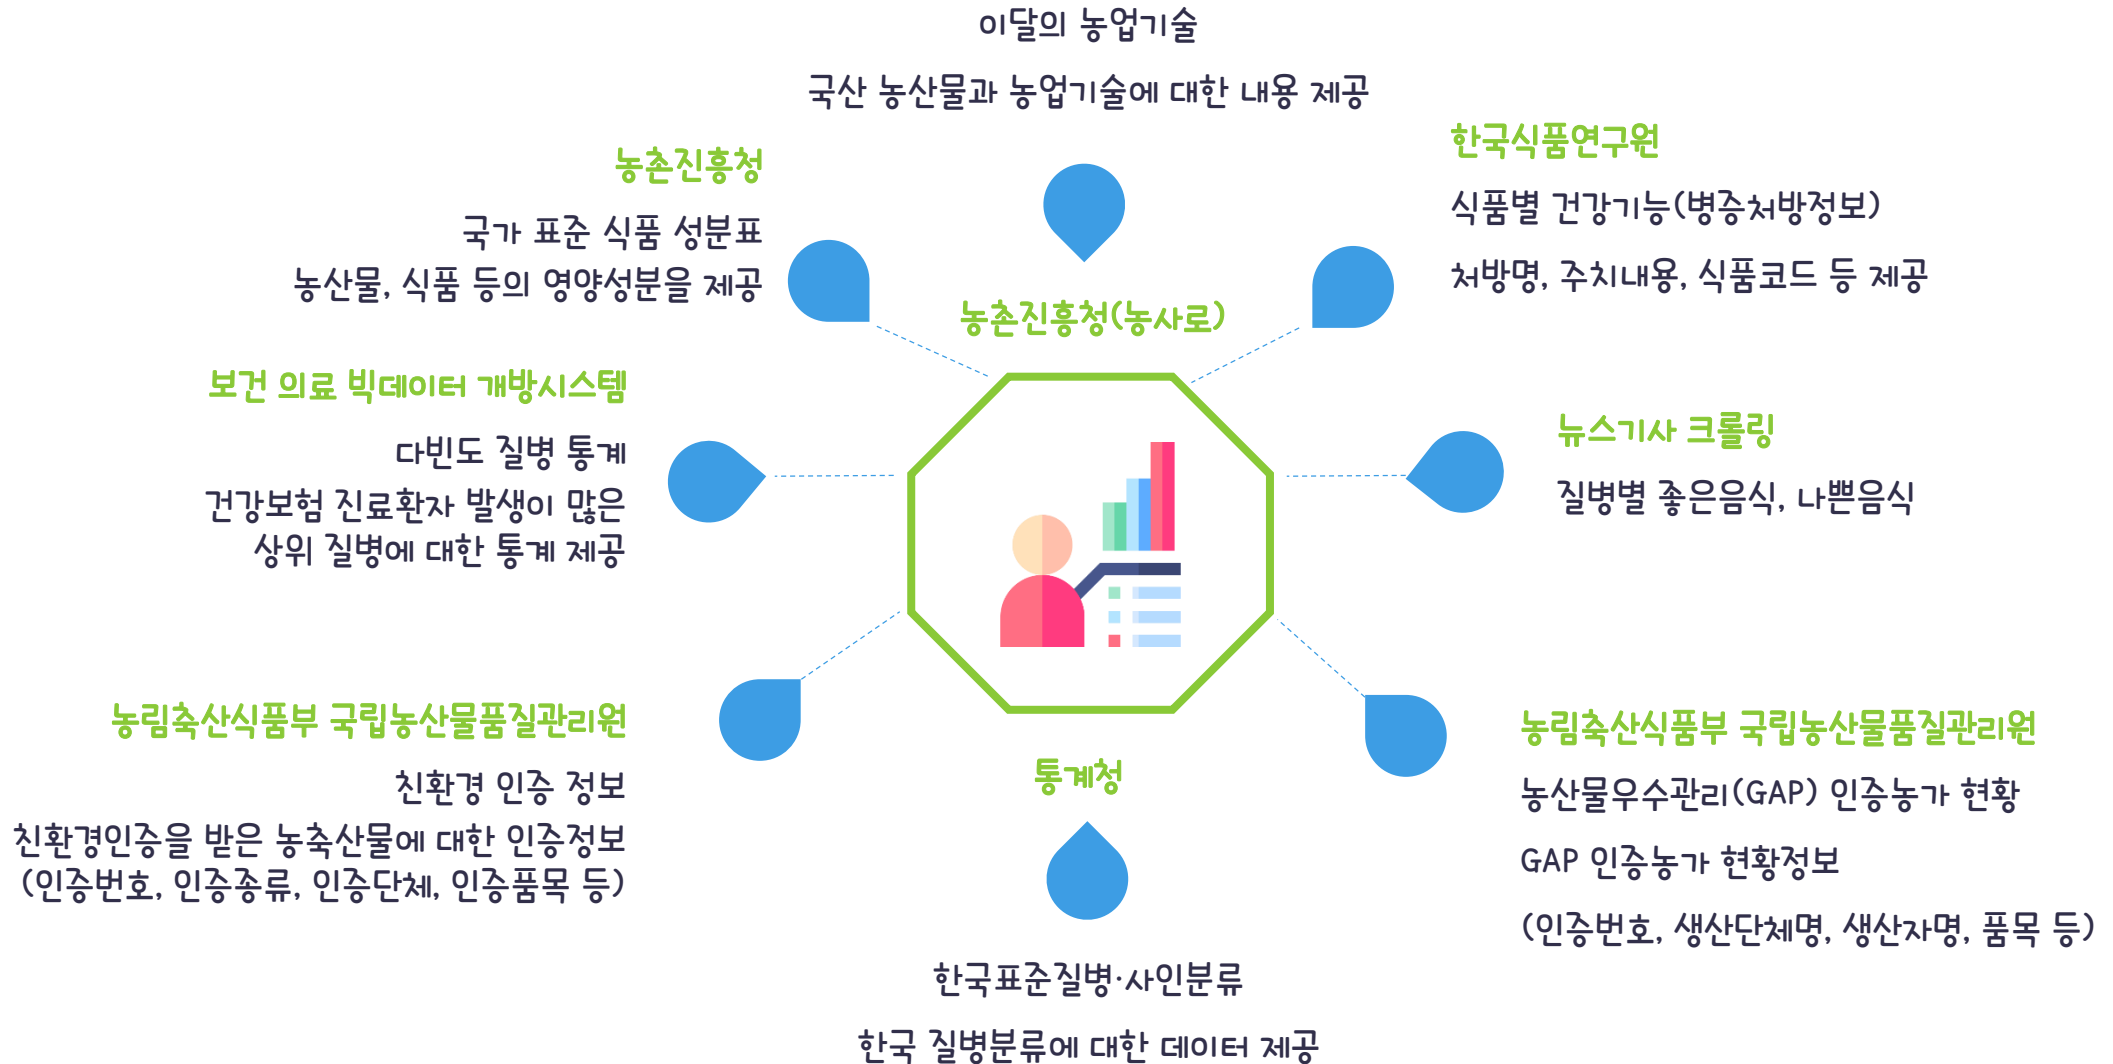 이달의 농업기술
국산 농산물과 농업기술에 대한 내용 제공
농촌진흥청(농사로)
농촌진흥청
국가 표준 식품 성분표
농산물, 식품 등의 영양성분을 제공
한국식품연구원
식품별 건강기능(병증처방정보)
처방명, 주치내용, 식품코드 등 제공
보건 의료 빅데이터 개방시스템
다빈도 질병 통계
건강보험 진료환자 발생이 많은
상위 질병에 대한 통계 제공
뉴스기사 크롤링
질병별 좋은음식, 나쁜음식
농림축산식품부 국립농산물품질관리원
친환경 인증 정보
친환경인증을 받은 농축산물에 대한 인증정보
(인증번호, 인증종류, 인증단체, 인증품목 등)
농림축산식품부 국립농산물품질관리원
농산물우수관리(GAP) 인증농가 현황
GAP 인증농가 현황정보
(인증번호, 생산단체명, 생산자명, 품목 등)
통계청
한국표준질병·사인분류
한국 질병분류에 대한 데이터 제공